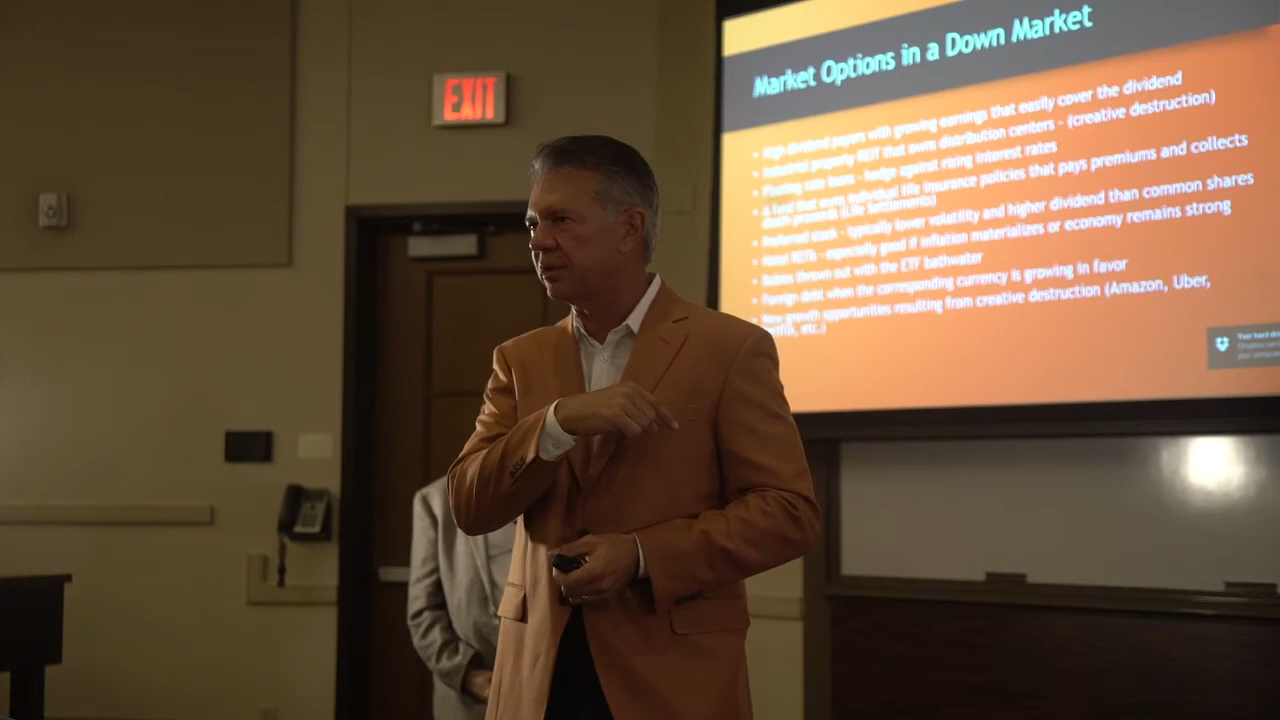 EXIT
Market Options in a Down Market
• High dividend payers with growing earnings that easily cover the dividend
• Industrial property REIT that owns distribution centers - (creative destruction)
• Floating rate loans - hedge against rising interest rates
• A fund that owns individual life insurance policies that pays premiums and collects
death proceeds (Life Settlements)
• Preferred stock - typically lower volatility and higher dividend than common shares
• Hotel REITs - especially good if inflation materializes or economy remains strong
• Babies thrown out with the ETF bathwater
• Foreign debt when the corresponding currency is growing in favor
• New growth opportunities resulting from creative destruction (Amazon, Uber,
Netflix, etc.)
Your hard